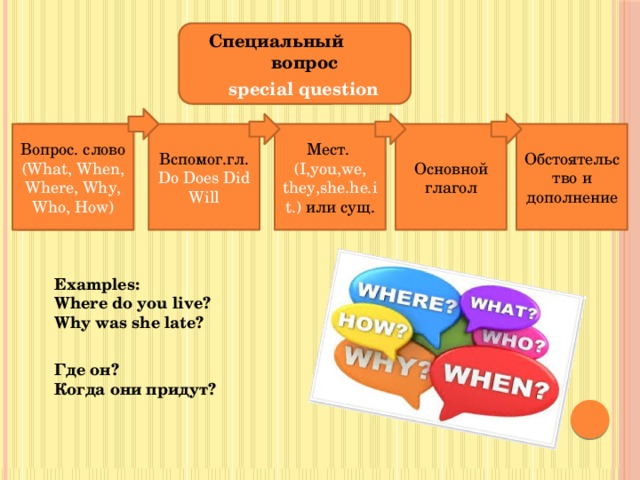 Специальный
вопрос
special question
Вопрос. слово
(What, When,
Where, Why,
Who, How)
Вспомог.гл.
Do Does Did
Will
Мест.
(I,you,we,
they,she.he.i
t.) или сущ.
Основной
глагол
Обстоятельс
тво и
дополнение
Examples:
Where do you live?
Why was she late?
Где он?
Когда они придут?
WHERE?
WHAT?
HOW?
WHO?
WHY?
WHEN?